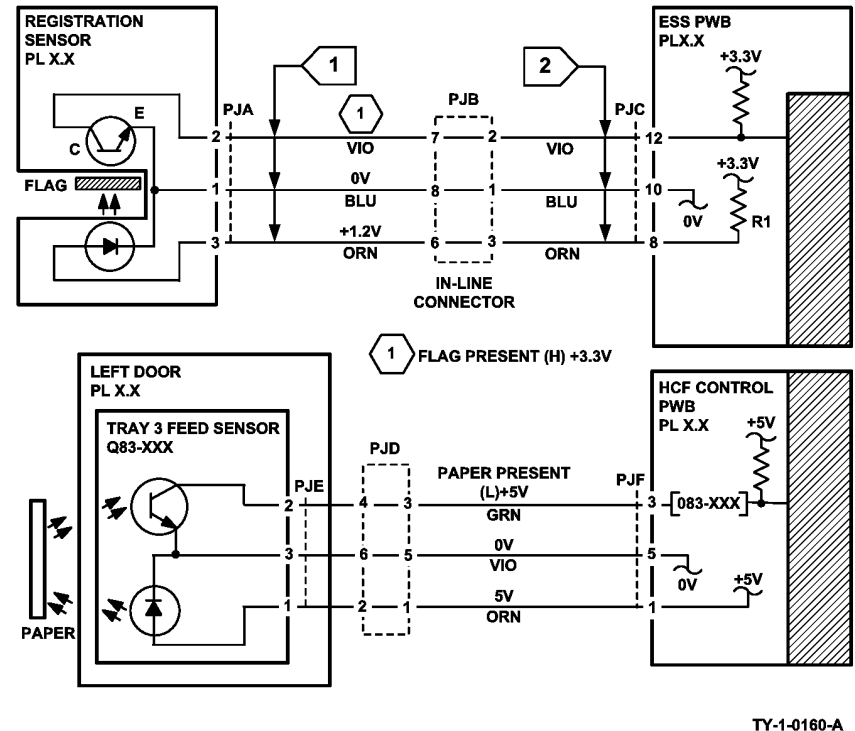 REGISTRATION
SENSOR
PL X.X
ESS PWB
PLX.X
+3.3V
1
2
PJA
1
PJB
PJC
E
C
2
VIO
7
2
VIO
12
+3.3V
FLAG
1
0V
BLU
8
1
BLU
10
0V
R1
3
+1.2V
ORN
6
3
ORN
8
IN-LINE
CONNECTOR
1
FLAG PRESENT (H) +3.3V
LEFT DOOR
PL X.X
TRAY 3 FEED SENSOR
Q83-XXX
HCF CONTROL
PWB
PL X.X
+5V
PJE
PJD
PAPER PRESENT
(L)+5V
PJF
2
4
3
GRN
3
083-XXX
3
6
5
0V
VIO
5
0V
+5V
1
2
1
5V
ORN
1
PAPER
TY-1-0160-A